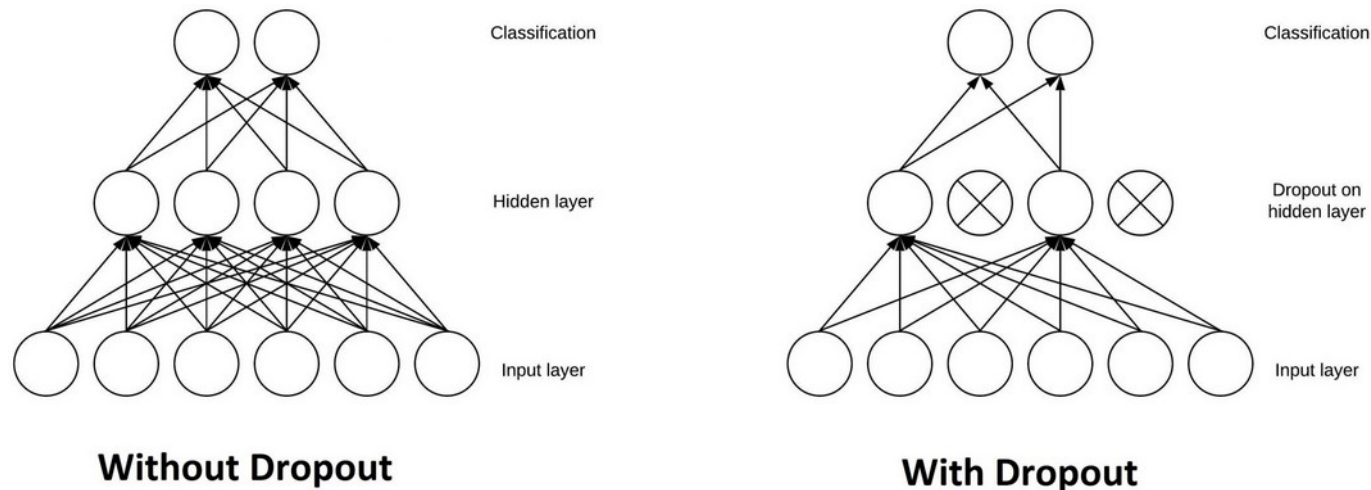 Classification
Hidden layer
Input layer
Without Dropout
Classification
Dropout on
hidden layer
Input layer
With Dropout